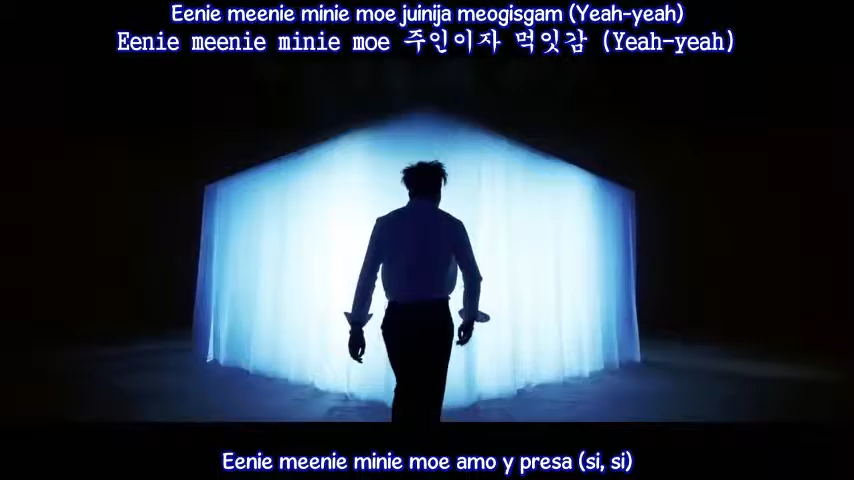 Eenie meenie minie moe juinija meogisgam (Yeah-yeah)
Eenie meenie minie moe 주인이자 먹잇감 (Yeah-yeah)
Eenie meenie minie moe amo y presa (si, si)